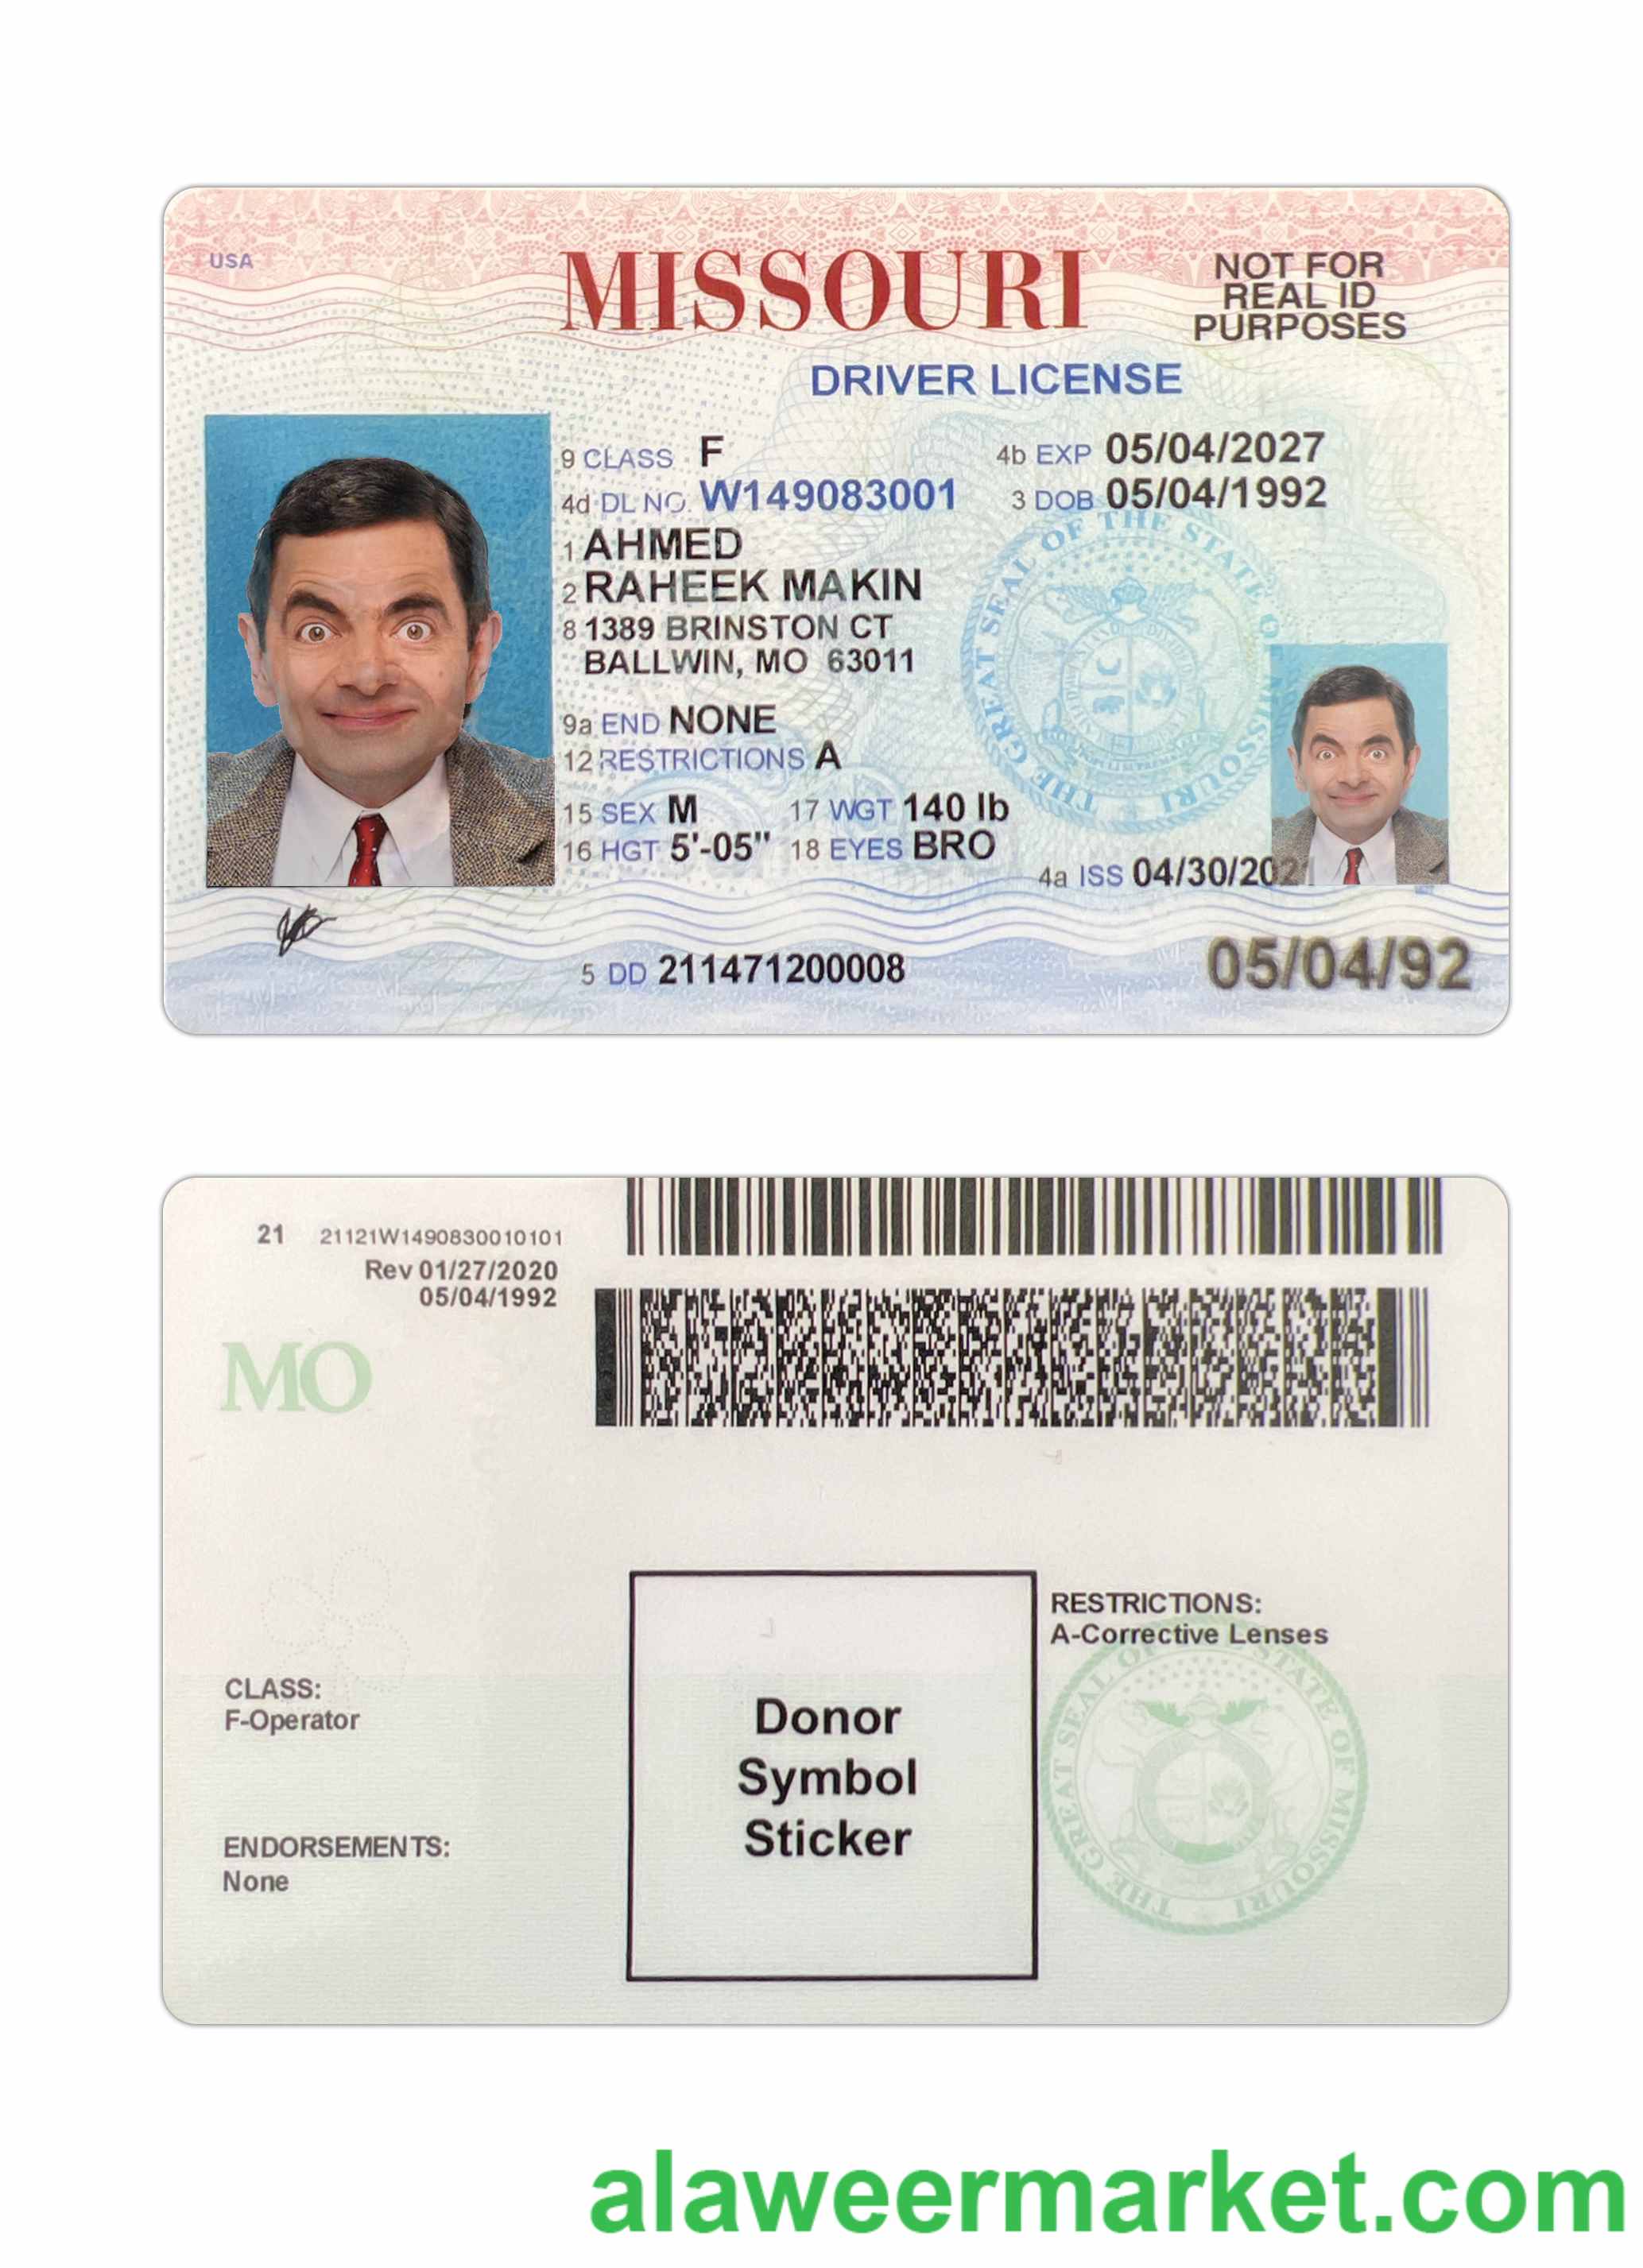 USA
MISSOURI
NOT FOR
REAL ID
PURPOSES
DRIVER LICENSE
9 CLASS F
4b EXP 05/04/2027
4d DL NO. W149083001
3 DOB 05/04/1992
1 AHMED
2 RAHEEK MAKIN
8 1389 BRINSTON CT
BALLWIN, MO 63011
9a END NONE
12 RESTRICTIONS A
15 SEX M 17 WGT 140 lb
16 HGT 5'-05" 18 EYES BRO
4a ISS 04/30/2021
THE GREAT SEAL OF THE STATE OF MISSOURI
5 DD 211471200008
05/04/92
21 21121W1490830010101
Rev 01/27/2020
05/04/1992
MO
Donor
Symbol
Sticker
RESTRICTIONS:
A-Corrective Lenses
THE GREAT SEAL OF THE STATE OF MISSOURI
CLASS:
F-Operator
ENDORSEMENTS:
None
alaweermarket.com